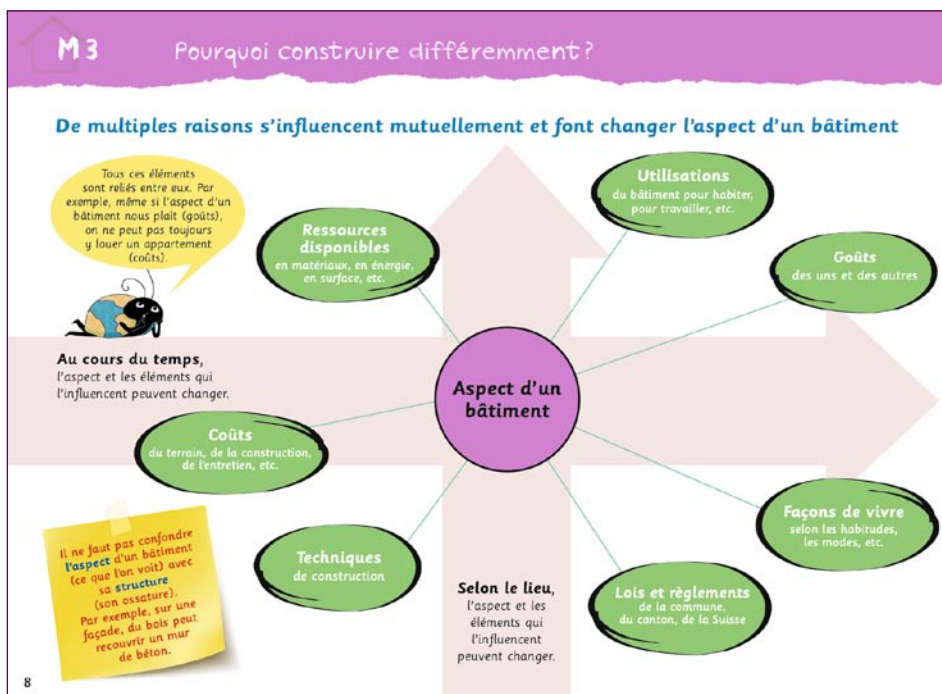 M3
Pourquoi construire différemment?
De multiples raisons s'influencent mutuellement et font changer l'aspect d'un bâtiment
Tous ces éléments
sont reliés entre eux. Par
exemple, même si l'aspect d'un
bâtiment nous plaît (goûts),
on ne peut pas toujours
y louer un appartement
(coûts).
Ressources
disponibles
en matériaux, en énergie,
en surface, etc.
Utilisations
du bâtiment pour habiter,
pour travailler, etc.
Goûts
des uns et des autres
Au cours du temps,
l'aspect et les éléments qui
l'influencent peuvent changer.
Aspect d'un
bâtiment
Coûts
du terrain, de la construction,
de l'entretien, etc.
Façons de vivre
selon les habitudes,
les modes, etc.
Il ne faut pas confondre
l'aspect d'un bâtiment
(ce que l'on voit) avec
sa structure
(son ossature).
Par exemple, sur une
façade, du bois peut
recouvrir un mur
de béton.
Techniques
de construction
Selon le lieu,
l'aspect et les
éléments qui
l'influencent
peuvent changer.
Lois et règlements
de la commune,
du canton, de la Suisse
8